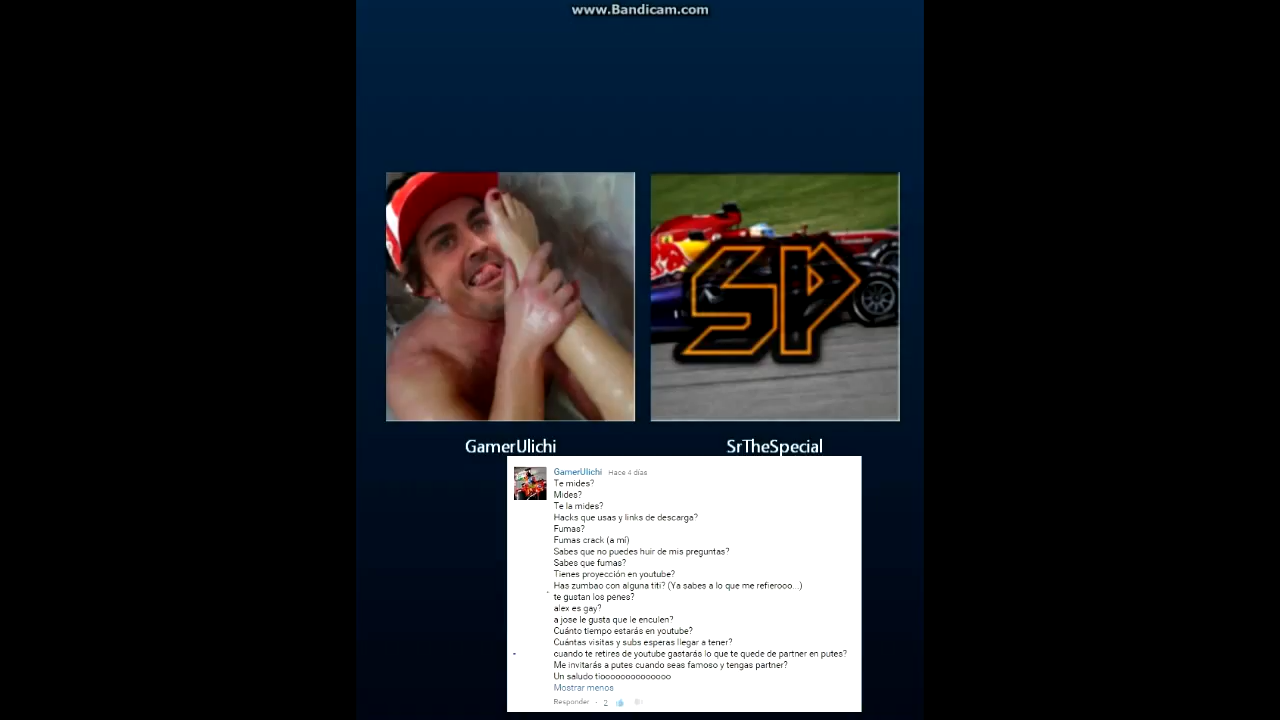 www.Bandicam.com
SP
GamerUlichi
SrTheSpecial
GamerUlichi Hace 4 días
Te mides?
Mides?
Te la mides?
Hacks que usas y links de descarga?
Fumas?
Fumas crack (a mí)
Sabes que no puedes huir de mis preguntas?
Sabes que fumas?
Tienes proyección en youtube?
Has zumbao con alguna titi? (Ya sabes a lo que me refierooo...)
te gustan los penes?
alex es gay?
a jose le gusta que le enculen?
Cuánto tiempo estarás en youtube?
Cuántas visitas y subs esperas llegar a tener?
cuando te retires de youtube gastarás lo que te quede de partner en putes?
Me invitarás a putes cuando seas famoso y tengas partner?
Un saludo tioooooooooooooo
Mostrar menos
Responder · 2